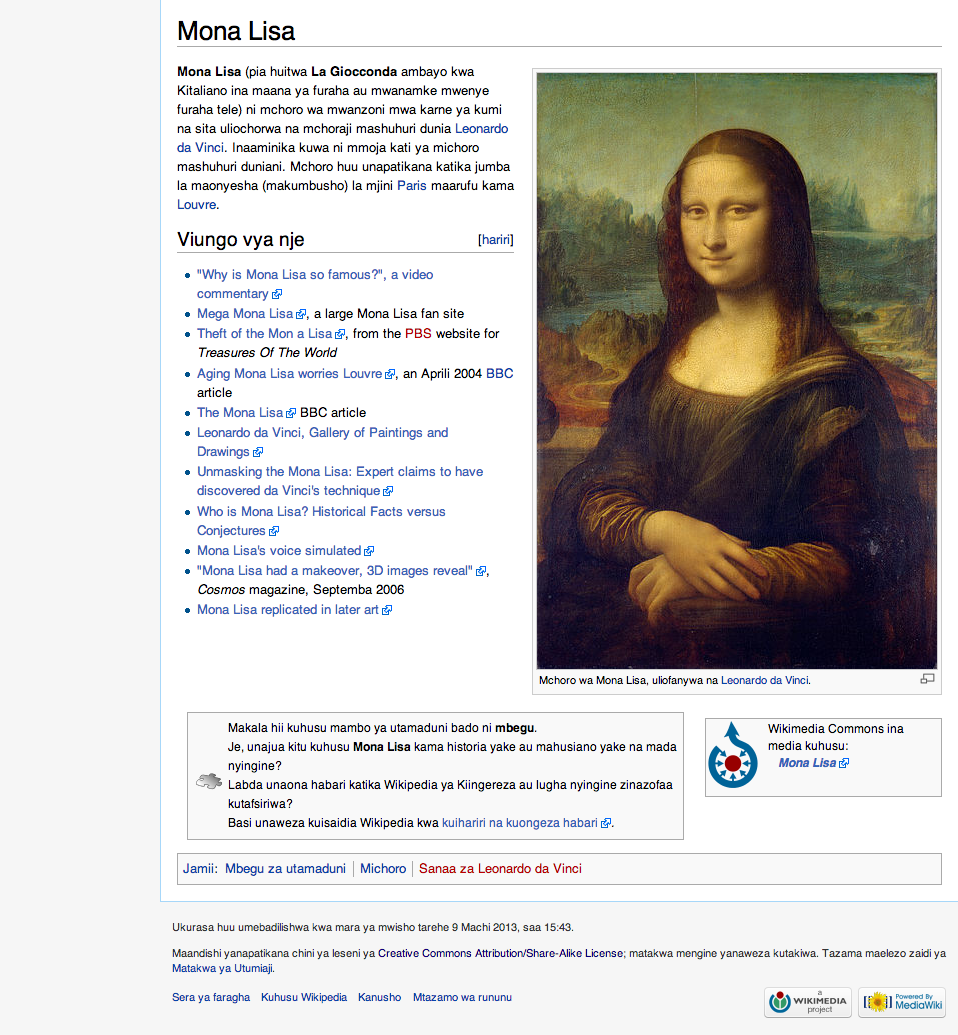 Mona Lisa
Mona Lisa (pia huitwa La Giocconda ambayo kwa
Kitaliano ina maana ya furaha au mwanamke mwenye
furaha tele) ni mchoro wa mwanzoni mwa karne ya kumi
na sita uliochorwa na mchoraji mashuhuri dunia Leonardo
da Vinci. Inaaminika kuwa ni mmoja kati ya michoro
mashuhuri duniani. Mchoro huu unapatikana katika jumba
la maonyesha (makumbusho) la mjini Paris maarufu kama
Louvre.
Viungo vya nje [hariri]
"Why is Mona Lisa so famous?", a video
commentary
Mega Mona Lisa, a large Mona Lisa fan site
Theft of the Mon a Lisa, from the PBS website for
Treasures Of The World
Aging Mona Lisa worries Louvre, an Aprili 2004 BBC
article
The Mona Lisa BBC article
Leonardo da Vinci, Gallery of Paintings and
Drawings
Unmasking the Mona Lisa: Expert claims to have
discovered da Vinci's technique
Who is Mona Lisa? Historical Facts versus
Conjectures
Mona Lisa's voice simulated
"Mona Lisa had a makeover, 3D images reveal",
Cosmos magazine, Septemba 2006
Mona Lisa replicated in later art
Mchoro wa Mona Lisa, uliofanywa na Leonardo da Vinci.
Makala hii kuhusu mambo ya utamaduni bado ni mbegu.
Je, unajua kitu kuhusu Mona Lisa kama historia yake au mahusiano yake na mada
nyingine?
Labda unaona habari katika Wikipedia ya Kiingereza au lugha nyingine zinazofaa
kutafsiriwa?
Basi unaweza kuisaidia Wikipedia kwa kuihariri na kuongeza habari.
Wikimedia Commons ina
media kuhusu:
Mona Lisa
Jamii: Mbegu za utamaduni | Michoro | Sanaa za Leonardo da Vinci
Ukurasa huu umebadilishwa kwa mara ya mwisho tarehe 9 Machi 2013, saa 15:43.
Maandishi yanapatikana chini ya leseni ya Creative Commons Attribution/Share-Alike License; matakwa mengine yanaweza kutakiwa. Tazama maelezo zaidi ya
Matakwa ya Utumiaji.
Sera ya faragha Kuhusu Wikipedia Kanusho Mtazamo wa rununu
a
WIKIMEDIA
project
Powered By
MediaWiki